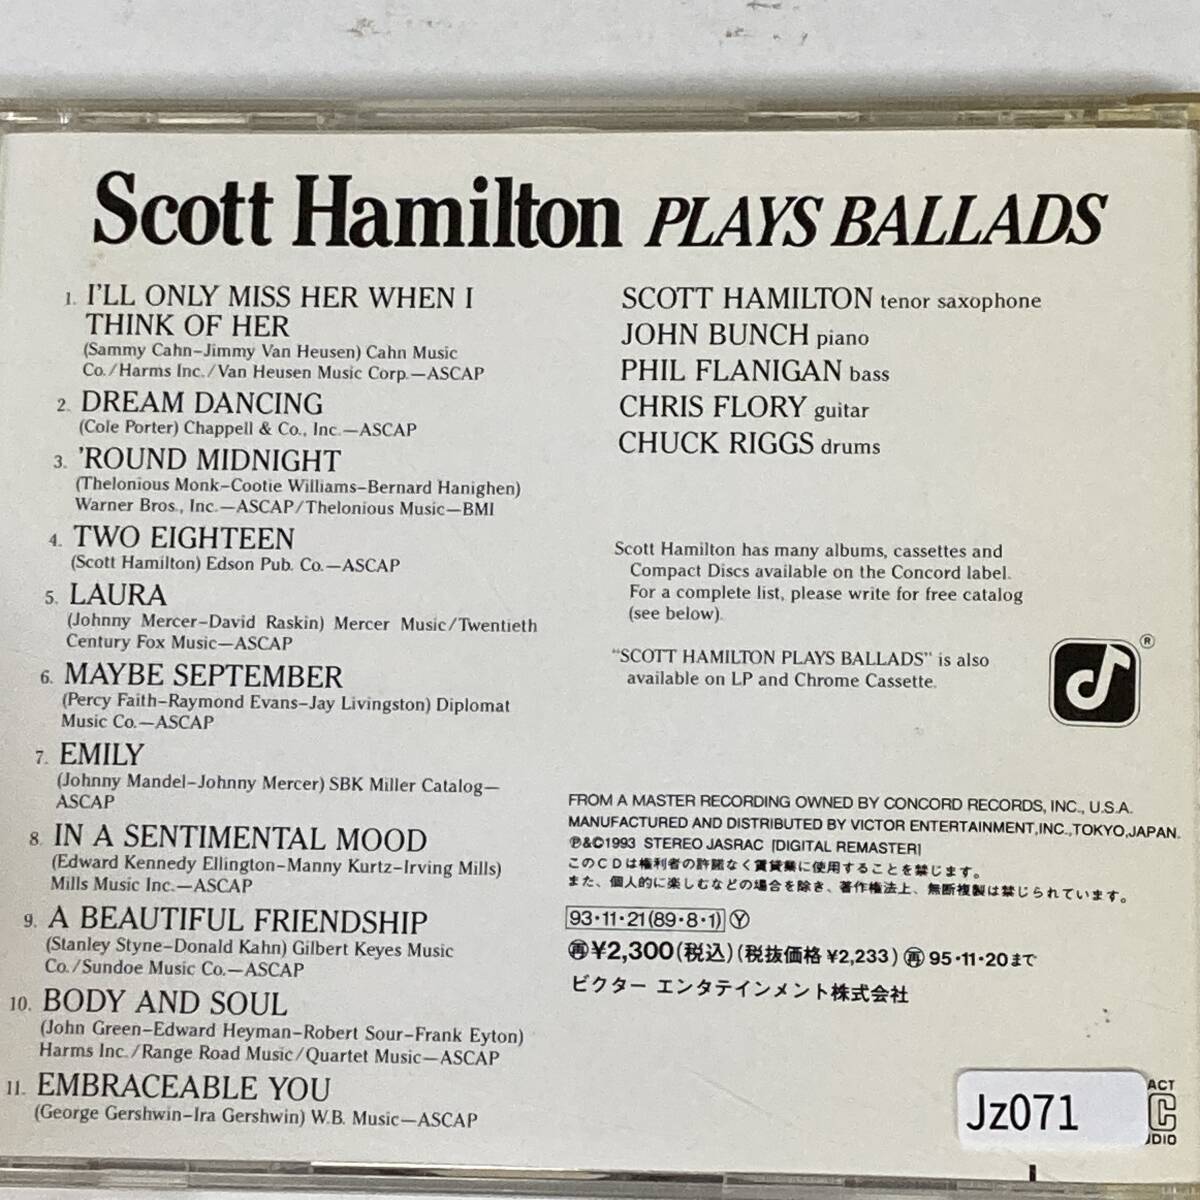 Scott Hamilton PLAYS BALLADS
1. I'LL ONLY MISS HER WHEN I
THINK OF HER
(Sammy Cahn–Jimmy Van Heusen) Cahn Music
Co./Harms Inc./Van Heusen Music Corp.—ASCAP
2. DREAM DANCING
(Cole Porter) Chappell & Co., Inc.—ASCAP
3. 'ROUND MIDNIGHT
(Thelonious Monk–Cootie Williams–Bernard Hanighen)
Warner Bros., Inc.—ASCAP/Thelonious Music—BMI
4. TWO EIGHTEEN
(Scott Hamilton) Edson Pub. Co.—ASCAP
5. LAURA
(Johnny Mercer–David Raskin) Mercer Music/Twentieth
Century Fox Music—ASCAP
6. MAYBE SEPTEMBER
(Percy Faith–Raymond Evans–Jay Livingston) Diplomat
Music Co.—ASCAP
7. EMILY
(Johnny Mandel–Johnny Mercer) SBK Miller Catalog—
ASCAP
8. IN A SENTIMENTAL MOOD
(Edward Kennedy Ellington–Manny Kurtz–Irving Mills)
Mills Music Inc.—ASCAP
9. A BEAUTIFUL FRIENDSHIP
(Stanley Styne–Donald Kahn) Gilbert Keyes Music
Co./Sundoe Music Co.—ASCAP
10. BODY AND SOUL
(John Green–Edward Heyman–Robert Sour–Frank Eyton)
Harms Inc./Range Road Music/Quartet Music—ASCAP
11. EMBRACEABLE YOU
(George Gershwin–Ira Gershwin) W.B. Music—ASCAP
SCOTT HAMILTON tenor saxophone
JOHN BUNCH piano
PHIL FLANIGAN bass
CHRIS FLORY guitar
CHUCK RIGGS drums
Scott Hamilton has many albums, cassettes and
Compact Discs available on the Concord label.
For a complete list, please write for free catalog
(see below).
"SCOTT HAMILTON PLAYS BALLADS" is also
available on LP and Chrome Cassette.
®
FROM A MASTER RECORDING OWNED BY CONCORD RECORDS, INC., U.S.A.
MANUFACTURED AND DISTRIBUTED BY VICTOR ENTERTAINMENT,INC.,TOKYO,JAPAN.
℗&©1993 STEREO JASRAC [DIGITAL REMASTER]
このCDは権利者の許諾なく賃貸業に使用することを禁じます。
また、個人的に楽しむなどの場合を除き、著作権法上、無断複製は禁じられています。
93・11・21(89・8・1) Ⓨ
㊢¥2,300(税込)(税抜価格 ¥2,233) 再 95・11・20まで
ビクター エンタテインメント株式会社
Jz071